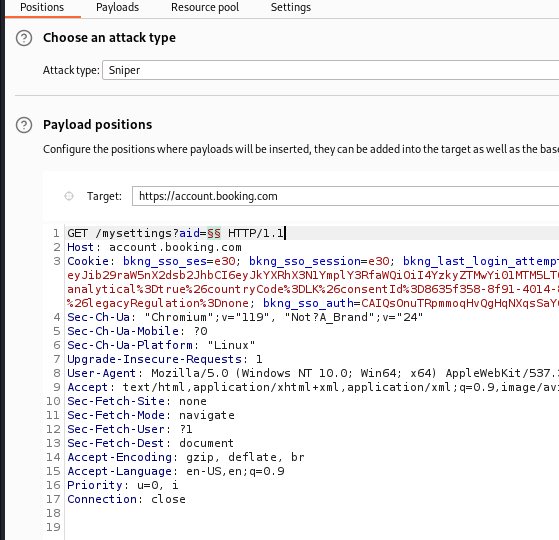 Positions Payloads Resource pool Settings
? Choose an attack type
Attack type: Sniper
? Payload positions
Configure the positions where payloads will be inserted, they can be added into the target as well as the base
Target: https://account.booking.com
1 GET /mysettings?aid=§§ HTTP/1.1
2 Host: account.booking.com
3 Cookie: bkng_sso_ses=e30; bkng_sso_session=e30; bkng_last_login_attempt
analytical%3Dtrue%26countryCode%3DLK%26consentId%3D8635f358-8f91-4014-
%26legacyRegulation%3Dnone; bkng_sso_auth=
4 Sec-Ch-Ua: "Chromium";v="119", "Not?A_Brand";v="24"
5 Sec-Ch-Ua-Mobile: ?0
6 Sec-Ch-Ua-Platform: "Linux"
7 Upgrade-Insecure-Requests: 1
8 User-Agent: Mozilla/5.0 (Windows NT 10.0; Win64; x64) AppleWebKit/537.
9 Accept: text/html,application/xhtml+xml,application/xml;q=0.9,image/avi
10 Sec-Fetch-Site: none
11 Sec-Fetch-Mode: navigate
12 Sec-Fetch-User: ?1
13 Sec-Fetch-Dest: document
14 Accept-Encoding: gzip, deflate, br
15 Accept-Language: en-US,en;q=0.9
16 Priority: u=0, i
17 Connection: close
18
19